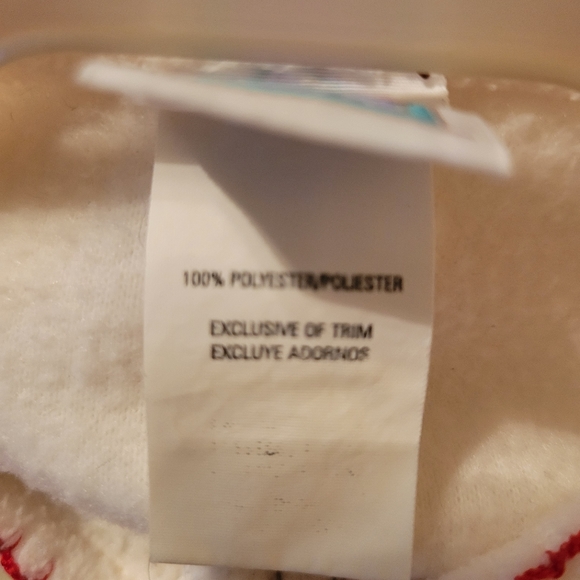 100% POLYESTER/POLIESTER
EXCLUSIVE OF TRIM
EXCLUYE ADORNOS